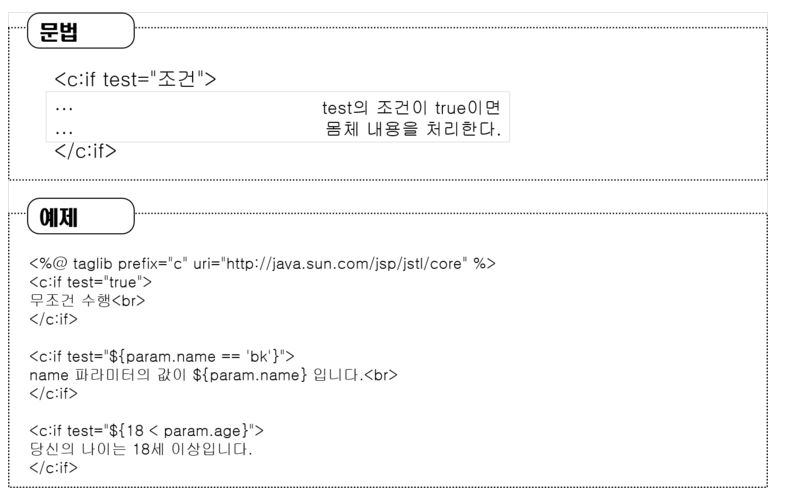 문법
<c:if test="조건">
... test의 조건이 true이면
... 몸체 내용을 처리한다.
</c:if>
예제
<%@ taglib prefix="c" uri="http://java.sun.com/jsp/jstl/core" %>
<c:if test="true">
무조건 수행<br>
</c:if>
<c:if test="${param.name == 'bk'}">
name 파라미터의 값이 ${param.name} 입니다.<br>
</c:if>
<c:if test="${18 < param.age}">
당신의 나이는 18세 이상입니다.
</c:if>